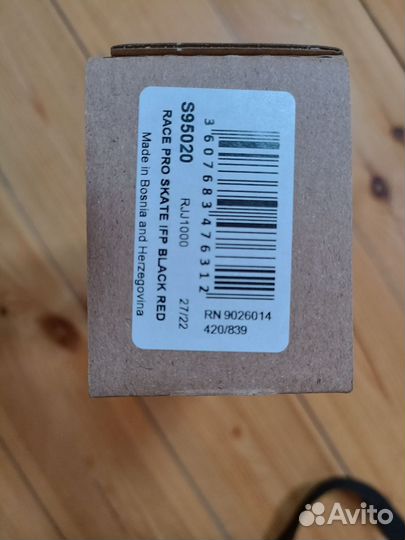 S95020
RJJ1000
27/22
RACE PRO SKATE IFP BLACK RED
Made in Bosnia and Herzegovina
3 607683 476312
RN 9026014
420/839
Avito